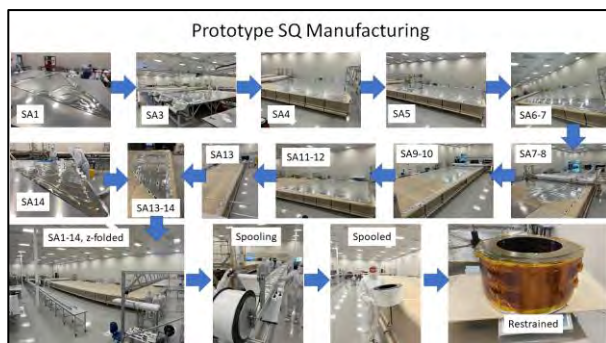 Prototype SQ Manufacturing
SA1
SA3
SA4
SA5
SA6-7
SA14
SA13-14
SA13
SA11-12
SA9-10
SA7-8
SA1-14, z-folded
Spooling
Spooled
Restrained